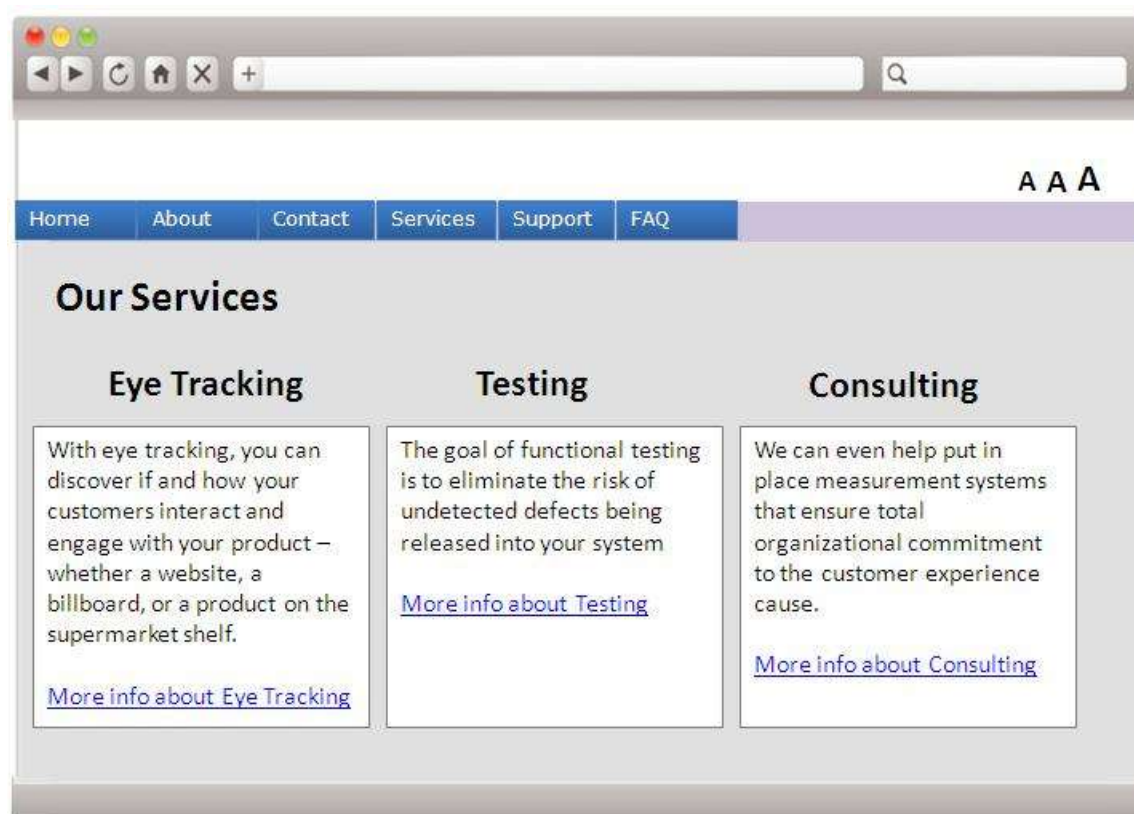 A A A
Home About Contact Services Support FAQ
Our Services
Eye Tracking
With eye tracking, you can
discover if and how your
customers interact and
engage with your product –
whether a website, a
billboard, or a product on the
supermarket shelf.
More info about Eye Tracking
Testing
The goal of functional testing
is to eliminate the risk of
undetected defects being
released into your system
More info about Testing
Consulting
We can even help put in
place measurement systems
that ensure total
organizational commitment
to the customer experience
cause.
More info about Consulting